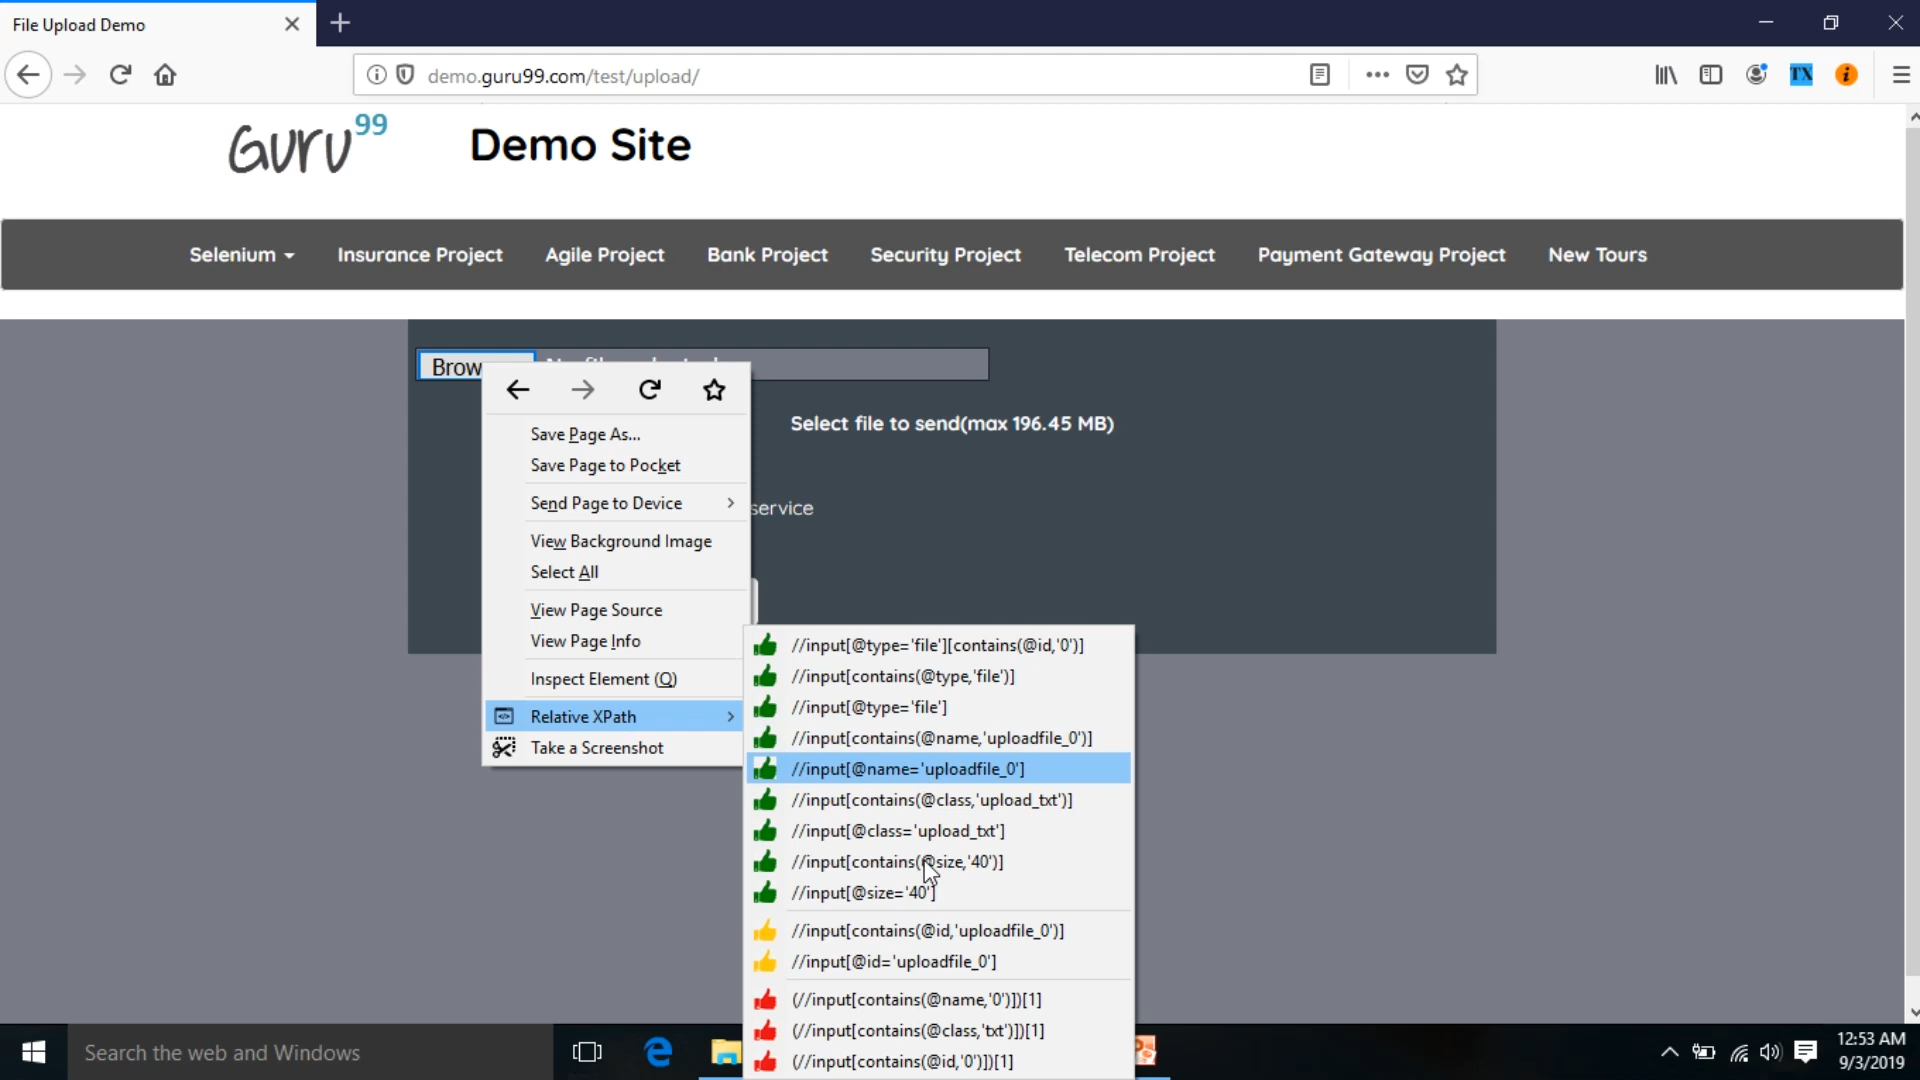 File Upload Demo
demo.guru99.com/test/upload/
TX
Guru99
Demo Site
Selenium
Insurance Project
Agile Project
Bank Project
Security Project
Telecom Project
Payment Gateway Project
New Tours
Brow
Select file to send(max 196.45 MB)
service
Save Page As...
Save Page to Pocket
Send Page to Device
View Background Image
Select All
View Page Source
View Page Info
Inspect Element (Q)
Relative XPath
Take a Screenshot
//input[@type='file'][contains(@id,'0')]
//input[contains(@type,'file')]
//input[@type='file']
//input[contains(@name,'uploadfile_0')]
//input[@name='uploadfile_0']
//input[contains(@class,'upload_txt')]
//input[@class='upload_txt']
//input[contains(@size,'40')]
//input[@size='40']
//input[contains(@id,'uploadfile_0')]
//input[@id='uploadfile_0']
(//input[contains(@name,'0')])[1]
(//input[contains(@class,'txt')])[1]
(//input[contains(@id,'0')])[1]
Search the web and Windows
12:53 AM
9/3/2019